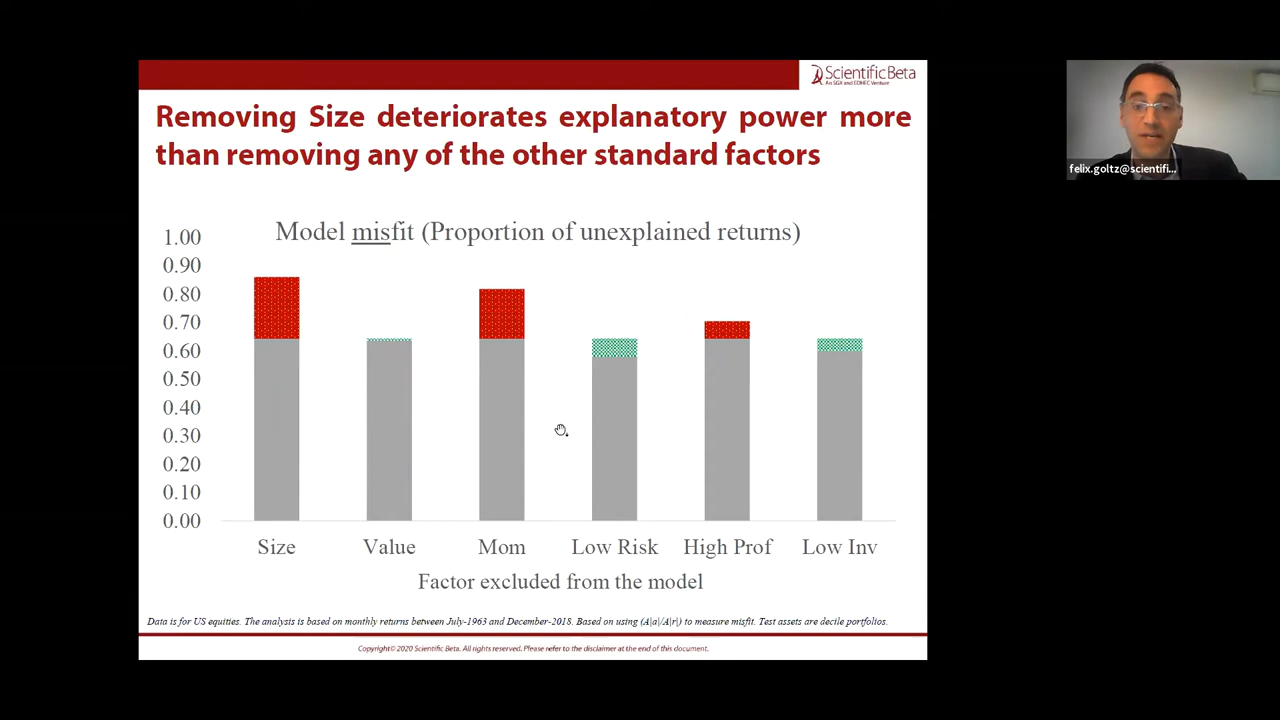 ScientificBeta
An SGX and EDHEC Venture
Removing Size deteriorates explanatory power more
than removing any of the other standard factors
felix.goltz@scientifi...
Model misfit (Proportion of unexplained returns)
1.00
0.90
0.80
0.70
0.60
0.50
0.40
0.30
0.20
0.10
0.00
Size Value Mom Low Risk High Prof Low Inv
Factor excluded from the model
Data is for US equities. The analysis is based on monthly returns between July-1963 and December-2018. Based on using (A|a|/A|r|) to measure misfit. Test assets are decile portfolios.
Copyright© 2020 Scientific Beta. All rights reserved. Please refer to the disclaimer at the end of this document.